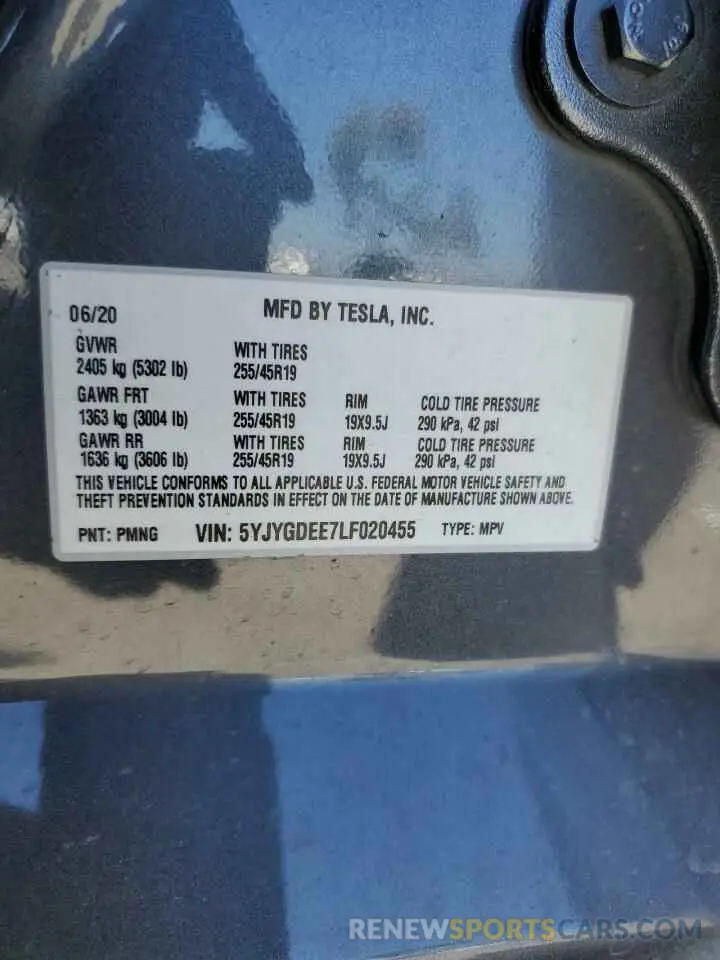 06/20 MFD BY TESLA, INC.
GVWR WITH TIRES
2405 kg (5302 lb) 255/45R19
GAWR FRT WITH TIRES RIM COLD TIRE PRESSURE
1363 kg (3004 lb) 255/45R19 19X9.5J 290 kPa, 42 psi
GAWR RR WITH TIRES RIM COLD TIRE PRESSURE
1636 kg (3606 lb) 255/45R19 19X9.5J 290 kPa, 42 psi
THIS VEHICLE CONFORMS TO ALL APPLICABLE U.S. FEDERAL MOTOR VEHICLE SAFETY AND
THEFT PREVENTION STANDARDS IN EFFECT ON THE DATE OF MANUFACTURE SHOWN ABOVE.
PNT: PMNG VIN: 5YJYGDEE7LF020455 TYPE: MPV
RENEWSPORTSCARS.COM